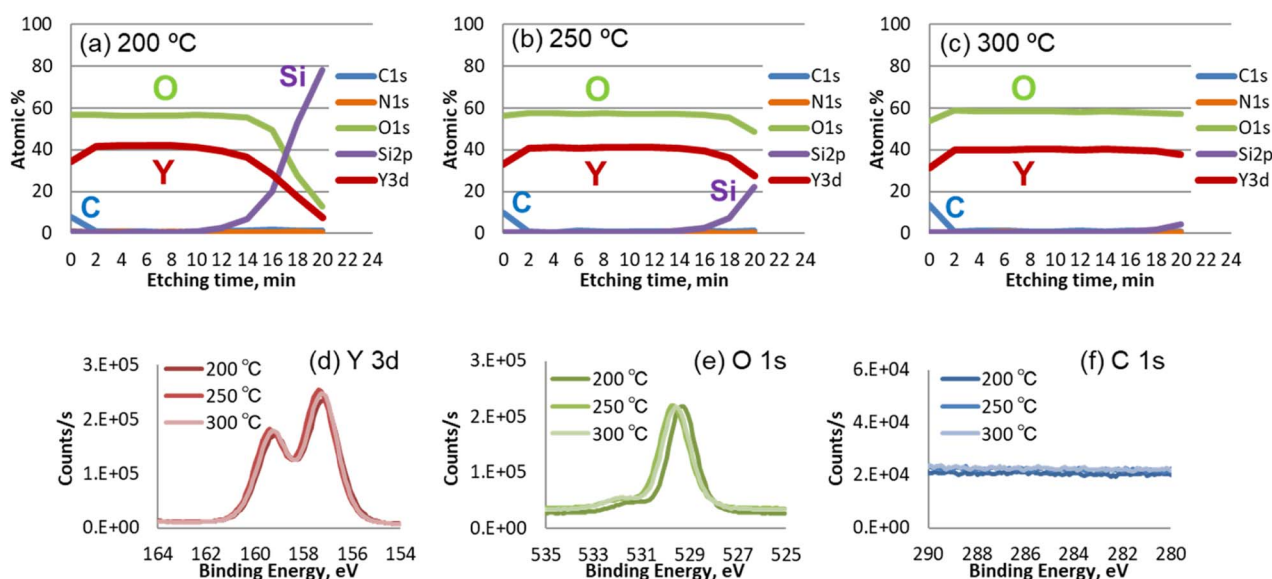 (a) 200 °C
100
80
60
40
20
0
Atomic %
O
Y
C
Si
C1s
N1s
O1s
Si2p
Y3d
0 2 4 6 8 10 12 14 16 18 20 22 24
Etching time, min
(b) 250 °C
100
80
60
40
20
0
Atomic %
O
Y
C
Si
C1s
N1s
O1s
Si2p
Y3d
0 2 4 6 8 10 12 14 16 18 20 22 24
Etching time, min
(c) 300 °C
100
80
60
40
20
0
Atomic %
O
Y
C
C1s
N1s
O1s
Si2p
Y3d
0 2 4 6 8 10 12 14 16 18 20 22 24
Etching time, min
(d) Y 3d
3.E+05
2.E+05
1.E+05
0.E+00
Counts/s
200 °C
250 °C
300 °C
164 162 160 158 156 154
Binding Energy, eV
(e) O 1s
3.E+05
2.E+05
1.E+05
0.E+00
Counts/s
200 °C
250 °C
300 °C
535 533 531 529 527 525
Binding Energy, eV
(f) C 1s
6.E+04
4.E+04
2.E+04
0.E+00
Counts/s
200 °C
250 °C
300 °C
290 288 286 284 282 280
Binding Energy, eV